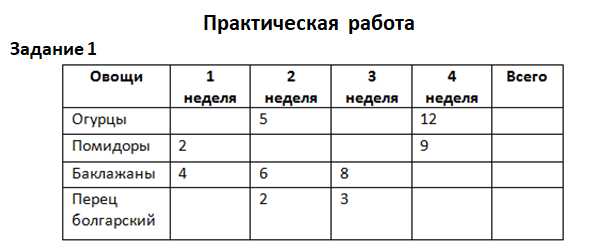 Практическая работа
Задание 1
Овощи 1 неделя 2 неделя 3 неделя 4 неделя Всего
Огурцы 5 12
Помидоры 2 9
Баклажаны 4 6 8
Перец болгарский 2 3